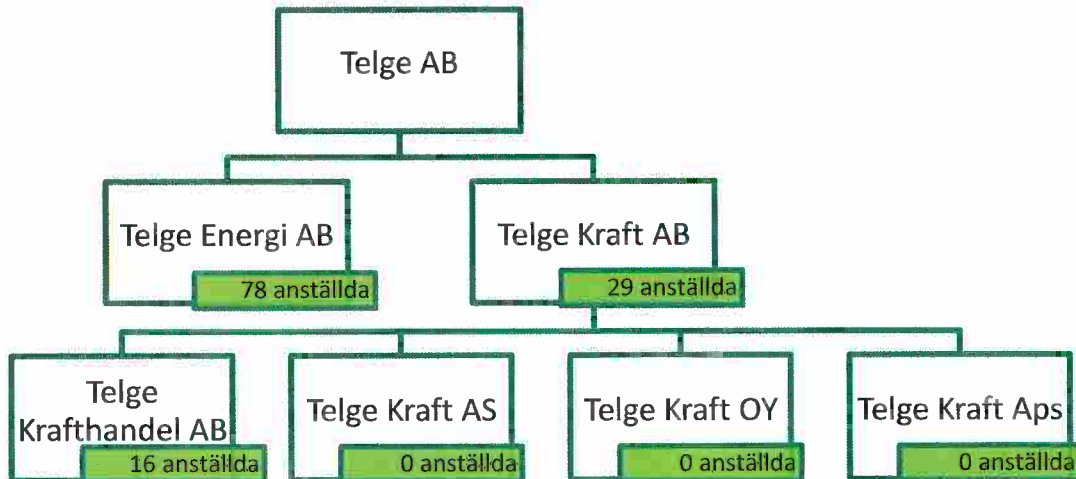 Telge AB
Telge Energi AB
78 anställda
Telge Kraft AB
29 anställda
Telge
Krafthandel AB
16 anställda
Telge Kraft AS
0 anställda
Telge Kraft OY
0 anställda
Telge Kraft Aps
0 anställda